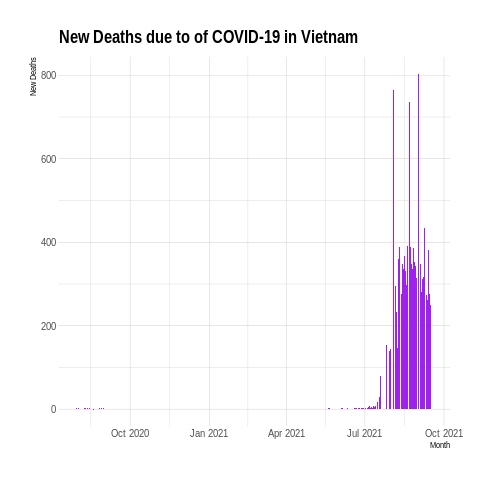 New Deaths due to of COVID-19 in Vietnam
New Deaths
800
600
400
200
0
Oct 2020 Jan 2021 Apr 2021 Jul 2021 Oct 2021
Month